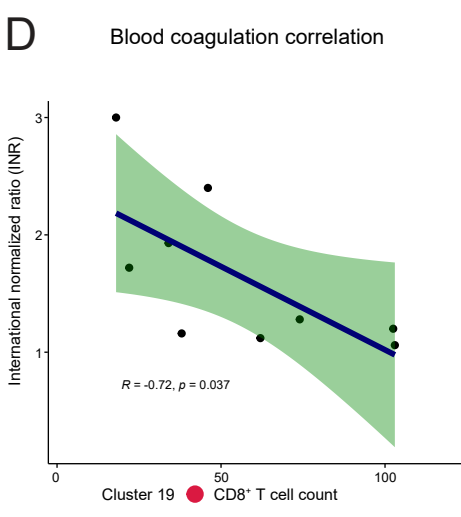 D
Blood coagulation correlation
International normalized ratio (INR)
3
2
1
R = -0.72, p = 0.037
0 50 100
Cluster 19 CD8⁺ T cell count